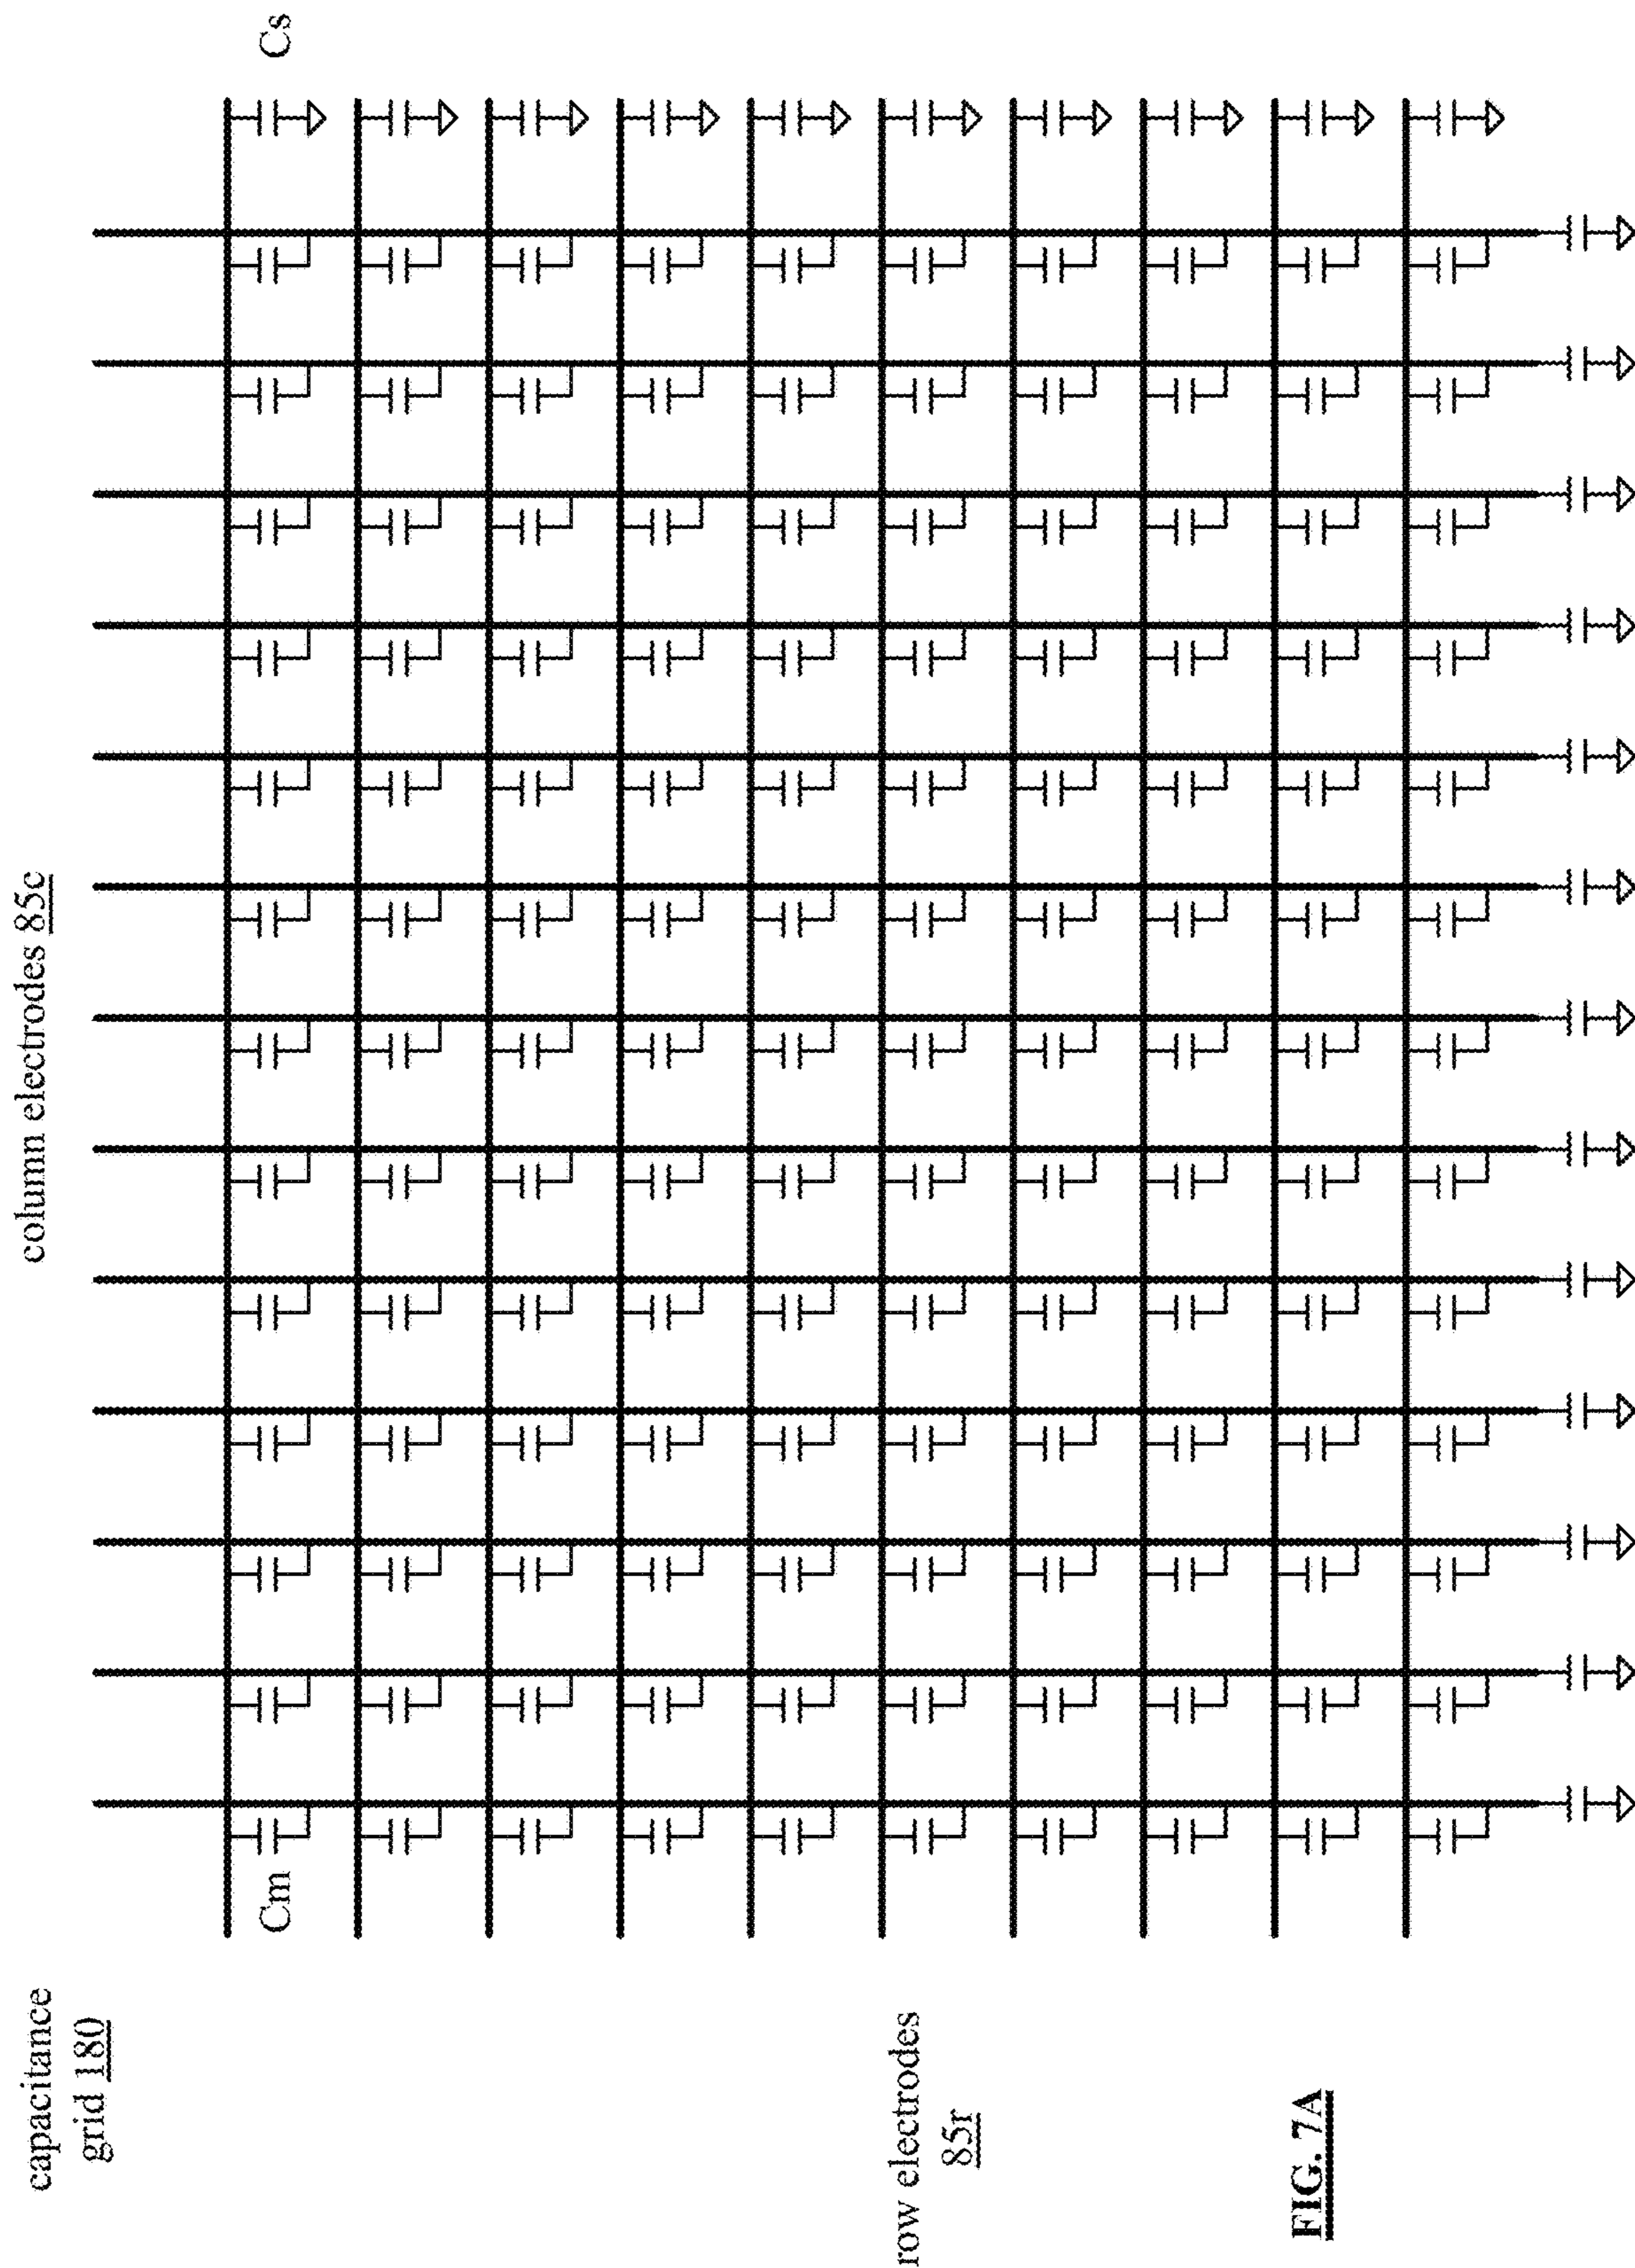 capacitance
grid 180
column electrodes 85c
Cm
Cs
row electrodes
85r
FIG. 7A